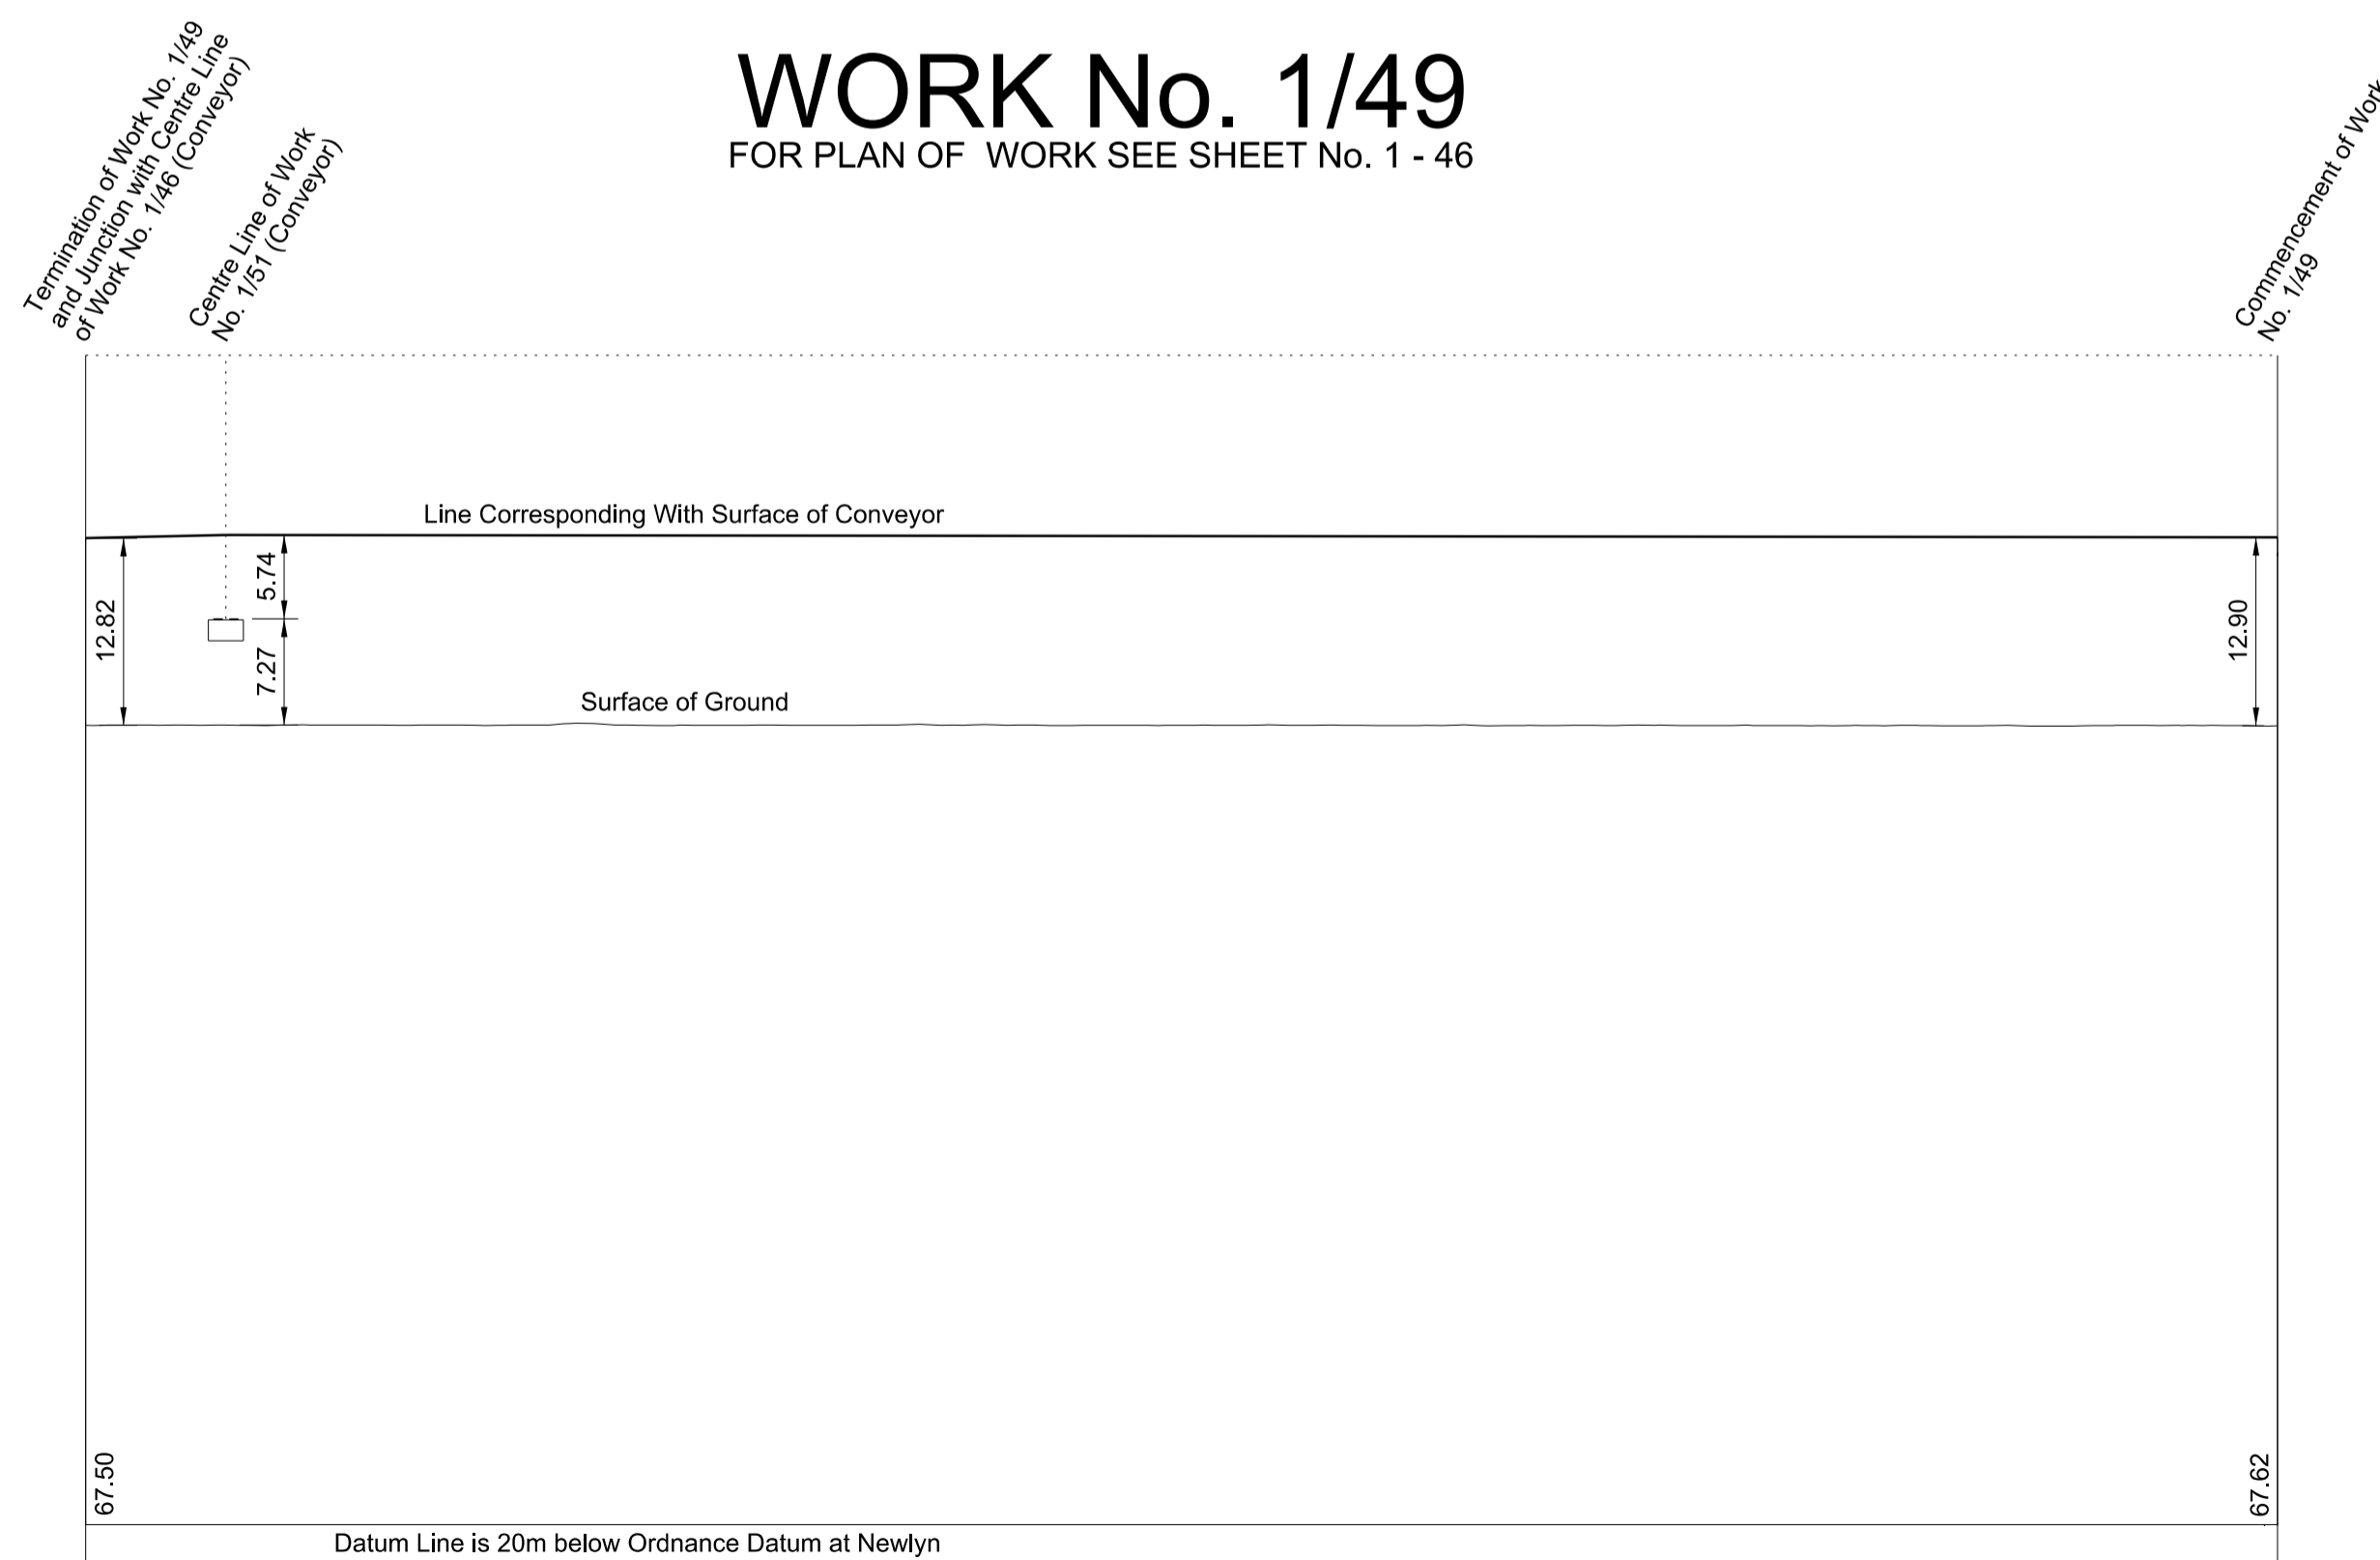 WORK No. 1/49
FOR PLAN OF WORK SEE SHEET No. 1 - 46
Termination of Work No. 1/49
and Junction with Centre Line
of Work No. 1/46 (Conveyor)
Centre Line of Work
No. 1/51 (Conveyor)
Commencement of Work
No. 1/49
Line Corresponding With Surface of Conveyor
5.74
12.82
12.90
7.27
Surface of Ground
67.50
67.62
Datum Line is 20m below Ordnance Datum at Newlyn